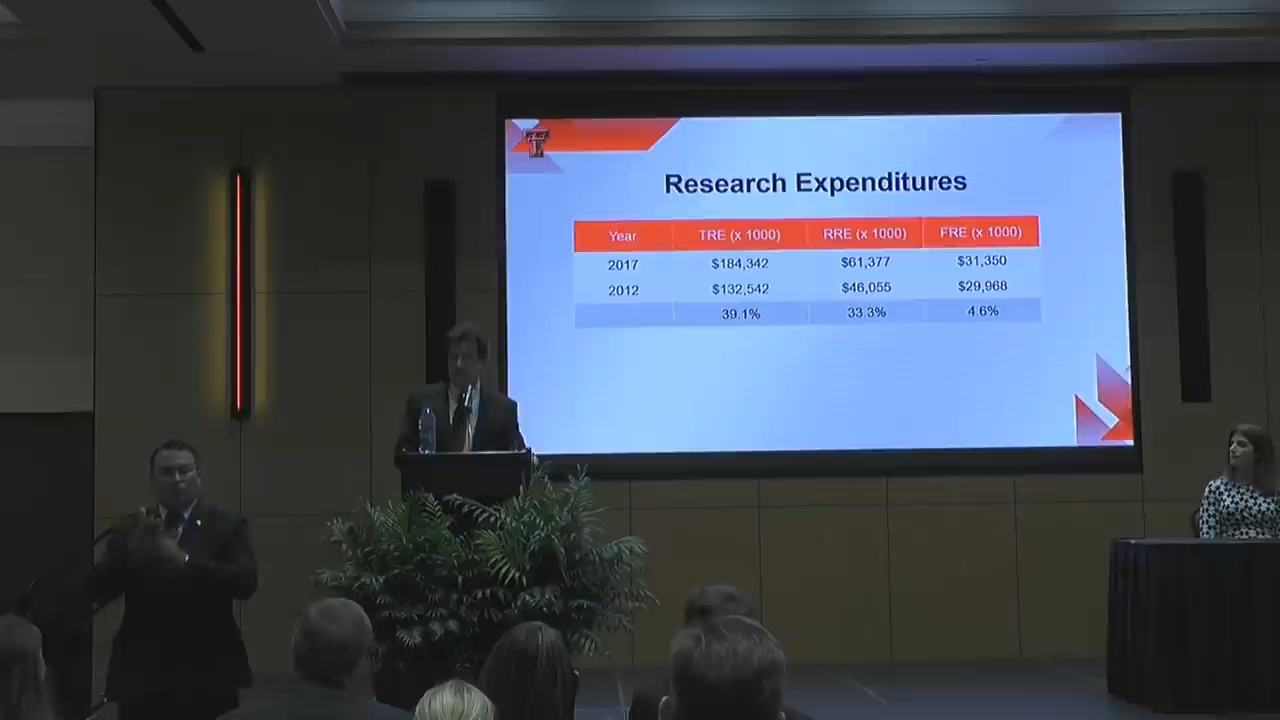 Research Expenditures
Year TRE (x 1000) RRE (x 1000) FRE (x 1000)
2017 $184,342 $61,377 $31,350
2012 $132,542 $46,055 $29,968
39.1% 33.3% 4.6%